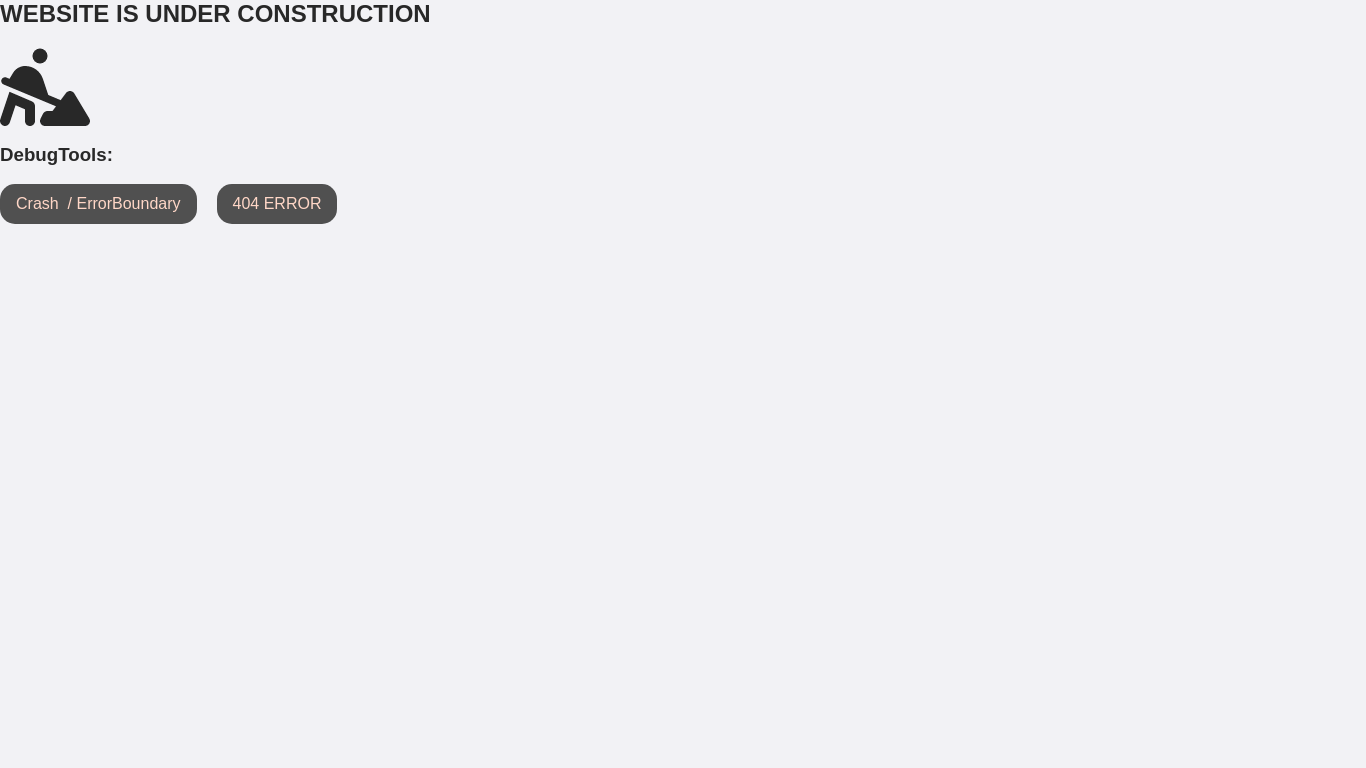 WEBSITE IS UNDER CONSTRUCTION
DebugTools:
Crash  / ErrorBoundary
404 ERROR